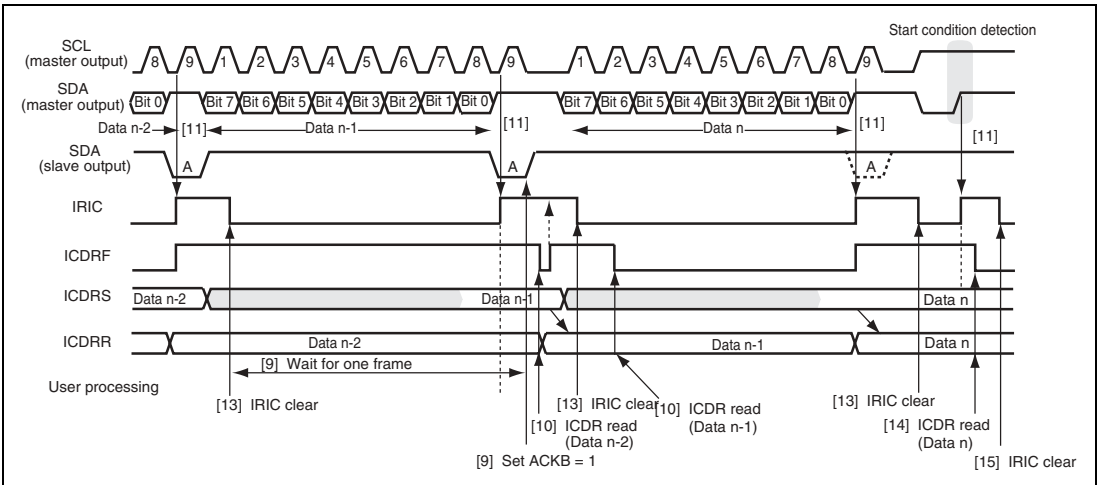 Start condition detection
SCL
(master output)
8 9 1 2 3 4 5 6 7 8 9 1 2 3 4 5 6 7 8 9
SDA
(master output)
Bit 0 Bit 7 Bit 6 Bit 5 Bit 4 Bit 3 Bit 2 Bit 1 Bit 0 Bit 7 Bit 6 Bit 5 Bit 4 Bit 3 Bit 2 Bit 1 Bit 0
Data n-2 [11] Data n-1 [11] Data n [11] [11]
SDA
(slave output)
A A A
IRIC
ICDRF
ICDRS
Data n-2 Data n-1 Data n
ICDRR
Data n-2 Data n-1 Data n
[9] Wait for one frame
User processing
[13] IRIC clear [13] IRIC clear [10] ICDR read
(Data n-1)
[13] IRIC clear
[10] ICDR read
(Data n-2)
[14] ICDR read
(Data n)
[9] Set ACKB = 1
[15] IRIC clear